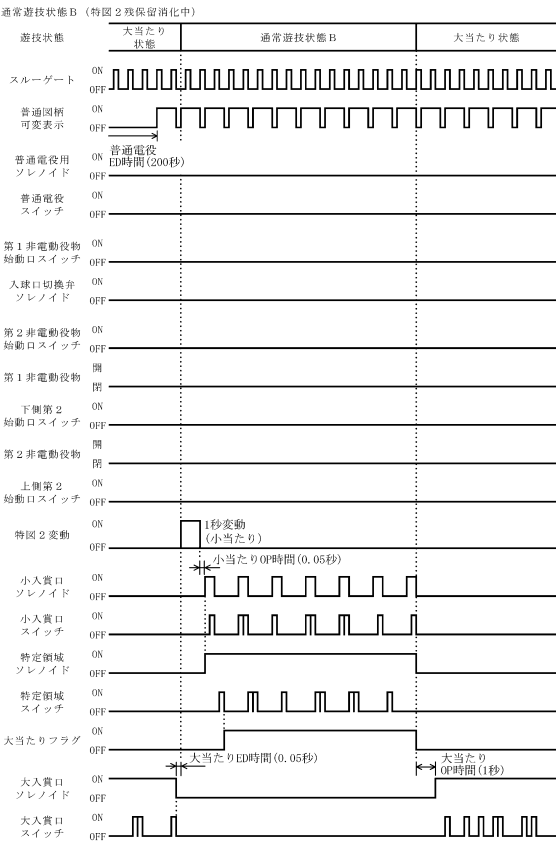 通常遊技状態Ｂ（特図２残保留消化中）
遊技状態
大当たり
状態
通常遊技状態Ｂ
大当たり状態
スルーゲート
ON
OFF
普通図柄
可変表示
ON
OFF
普通電役
ED時間(200秒)
普通電役用
ソレノイド
ON
OFF
普通電役
スイッチ
ON
OFF
第１非電動役物
始動口スイッチ
ON
OFF
入球口切換弁
ソレノイド
ON
OFF
第２非電動役物
始動口スイッチ
ON
OFF
第１非電動役物
開
閉
下側第２
始動口スイッチ
ON
OFF
第２非電動役物
開
閉
上側第２
始動口スイッチ
ON
OFF
特図２変動
ON
OFF
1秒変動
(小当たり)
小当たりOP時間(0.05秒)
小入賞口
ソレノイド
ON
OFF
小入賞口
スイッチ
ON
OFF
特定領域
ソレノイド
ON
OFF
特定領域
スイッチ
ON
OFF
大当たりフラグ
ON
OFF
大当たりED時間(0.05秒)
大当たり
OP時間(1秒)
大入賞口
ソレノイド
ON
OFF
大入賞口
スイッチ
ON
OFF